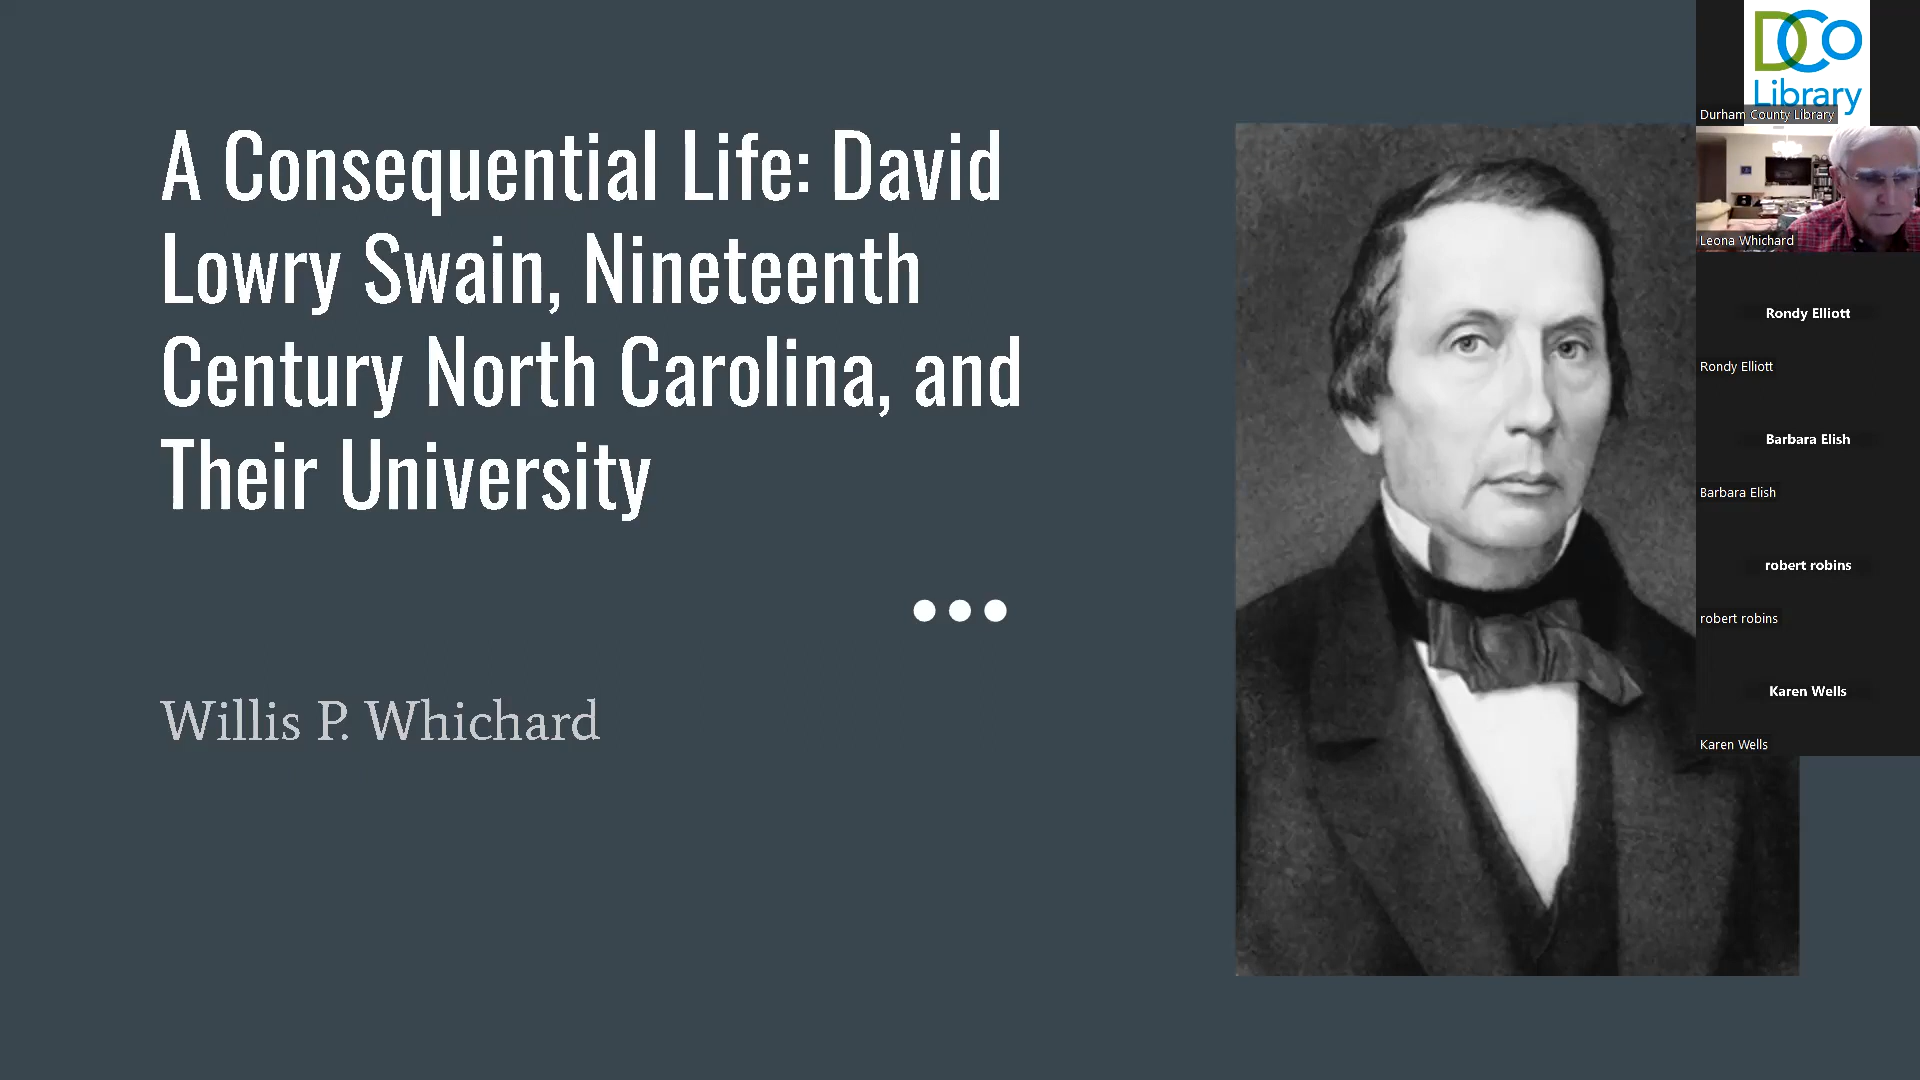 A Consequential Life: David
Lowry Swain, Nineteenth
Century North Carolina, and
Their University
Willis P. Whichard
DCo
Library
Durham County Library
Leona Whichard
Rondy Elliott
Rondy Elliott
Barbara Elish
Barbara Elish
robert robins
robert robins
Karen Wells
Karen Wells